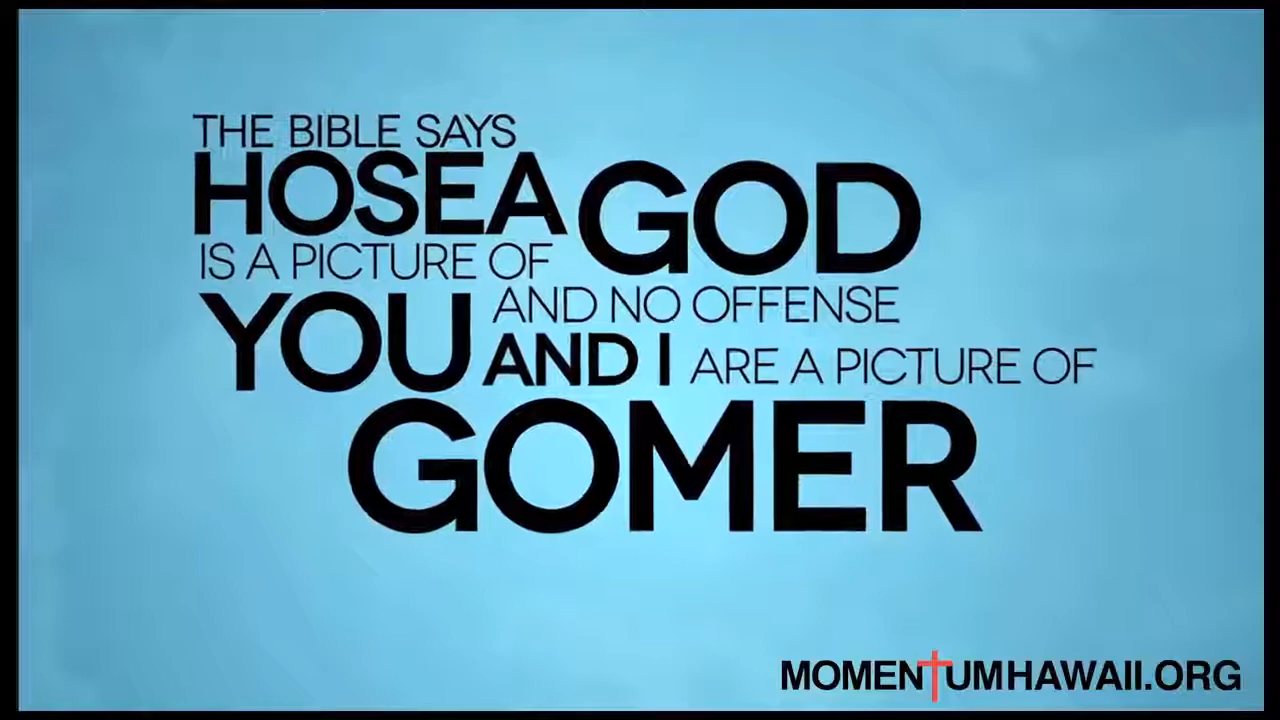 THE BIBLE SAYS
HOSEA
IS A PICTURE OF
GOD
AND NO OFFENSE
YOU AND I ARE A PICTURE OF
GOMER
MOMENTUMHAWAII.ORG